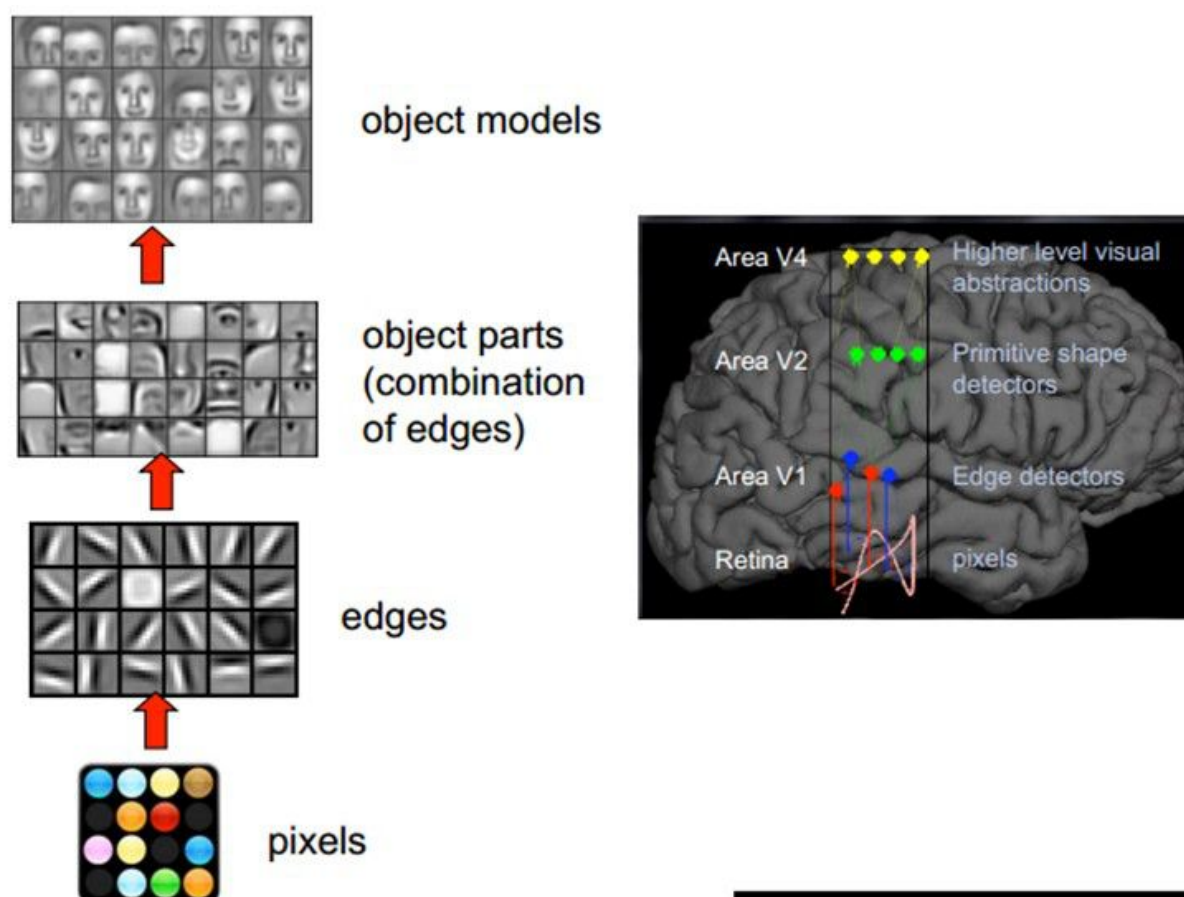 object models
object parts
(combination
of edges)
edges
pixels
Area V4
Higher level visual
abstractions
Area V2
Primitive shape
detectors
Area V1
Edge detectors
Retina
pixels